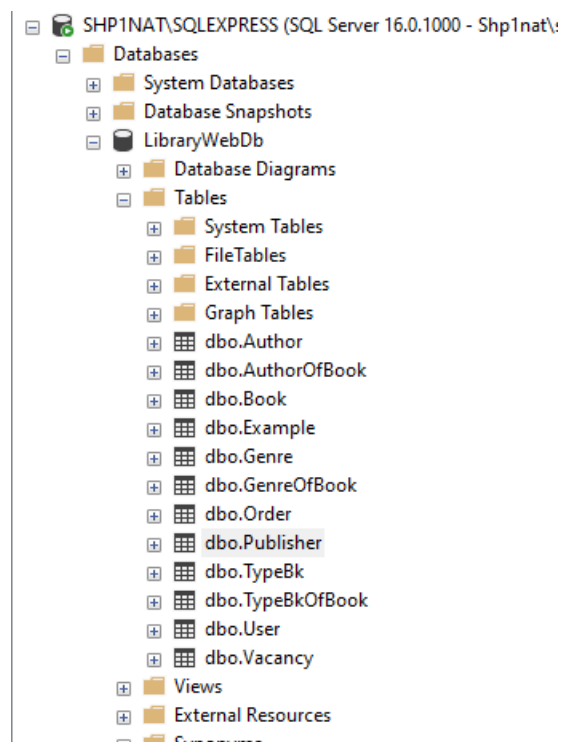 SHP1NAT\SQLEXPRESS (SQL Server 16.0.1000 - Shp1nat\
Databases
System Databases
Database Snapshots
LibraryWebDb
Database Diagrams
Tables
System Tables
FileTables
External Tables
Graph Tables
dbo.Author
dbo.AuthorOfBook
dbo.Book
dbo.Example
dbo.Genre
dbo.GenreOfBook
dbo.Order
dbo.Publisher
dbo.TypeBk
dbo.TypeBkOfBook
dbo.User
dbo.Vacancy
Views
External Resources
Synonyms